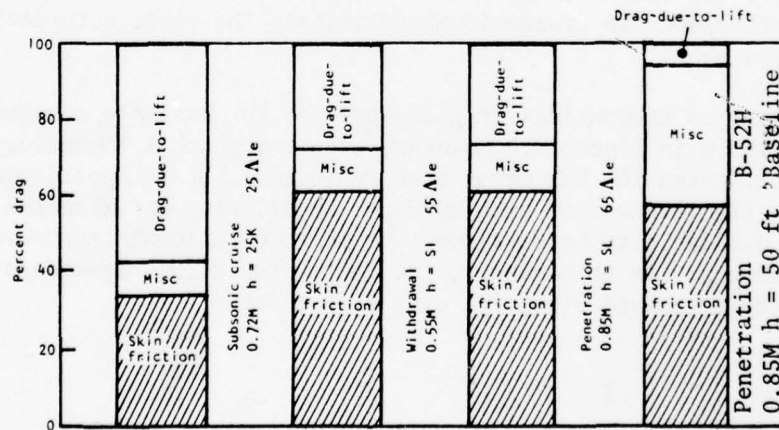 Drag-due-to-lift
Percent drag
100
80
60
40
20
0
Drag-due-to-lift
Misc
Skin
friction
Subsonic cruise 25 Λle
0.72M h = 25K
Drag-due-
to-lift
Misc
Skin
friction
Withdrawal 55 Λle
0.55M h = Sl
Drag-due-
to-lift
Misc
Skin
friction
Penetration 65 Λle
0.85M h = SL
Misc
Skin
friction
Penetration B-52H
0.85M h = 50 ft Baseline